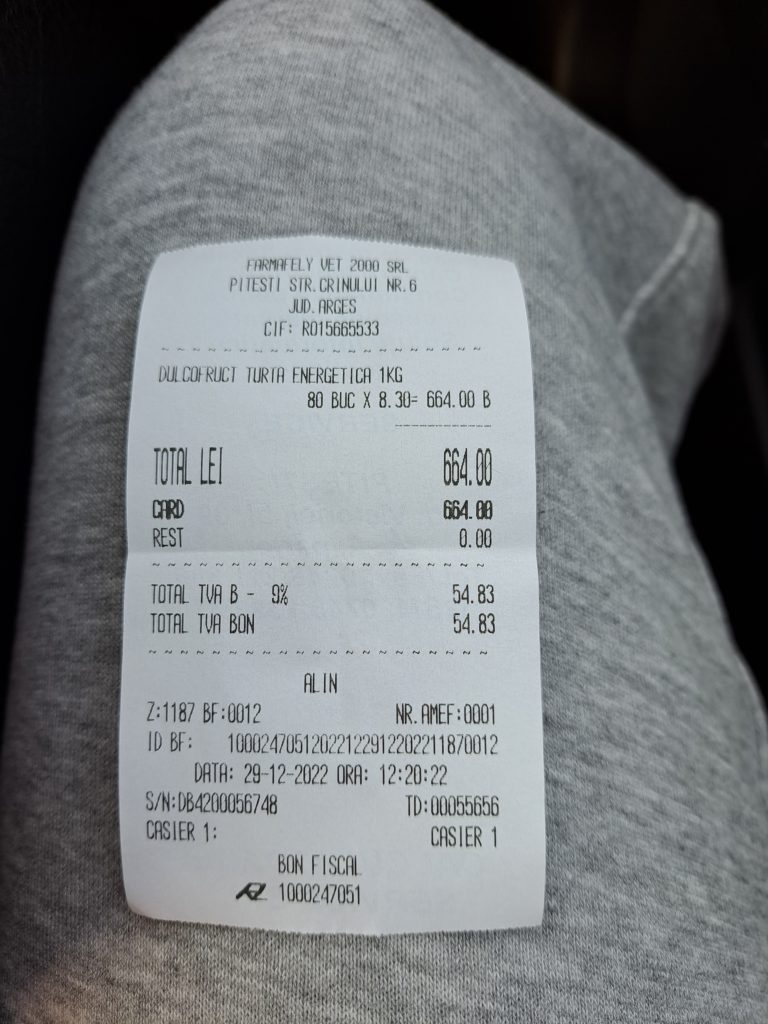 FARMAFELY VET 2000 SRL
PITESTI STR.CRINULUI NR.6
JUD.ARGES
CIF: RO15665533
DULCOFRUCT TURTA ENERGETICA 1KG
80 BUC X 8.30= 664.00 B
TOTAL LEI 664.00
CARD 664.00
REST 0.00
TOTAL TVA B - 9% 54.83
TOTAL TVA BON 54.83
ALIN
Z:1187 BF:0012 NR.AMEF:0001
ID BF: 10002470512022122912202211870012
DATA: 29-12-2022 ORA: 12:20:22
S/N:DB4200056748 TD:00055656
CASIER 1: CASIER 1
BON FISCAL
1000247051